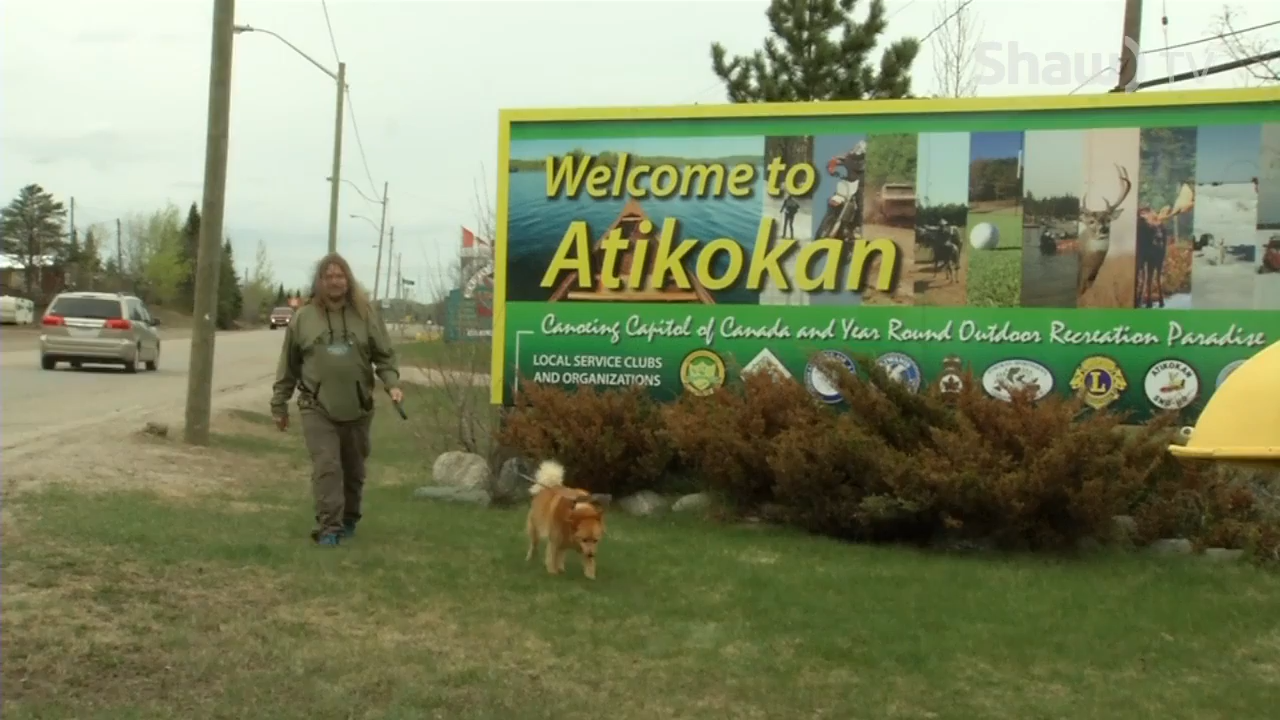 Shaw) TV
Welcome to
Atikokan
Canoeing Capitol of Canada and Year Round Outdoor Recreation Paradise
LOCAL SERVICE CLUBS
AND ORGANIZATIONS
L
ATIKOKAN